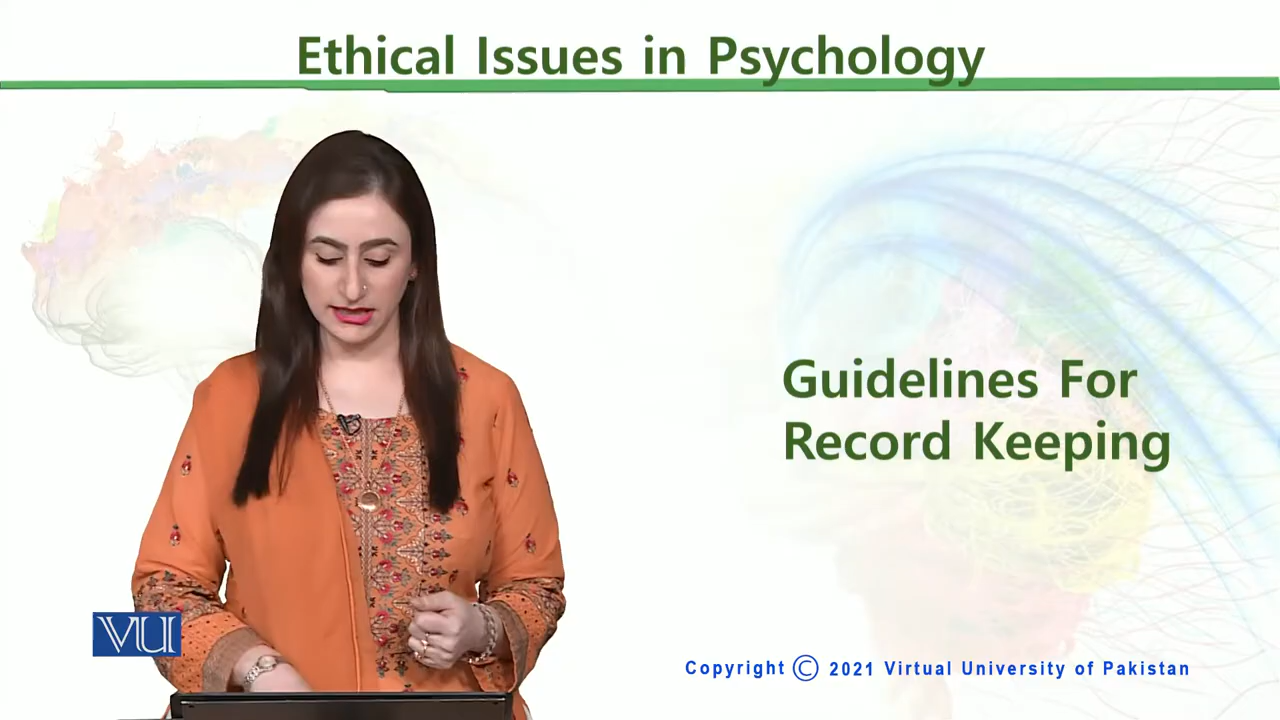 Ethical Issues in Psychology
Guidelines For
Record Keeping
VU
Copyright © 2021 Virtual University of Pakistan